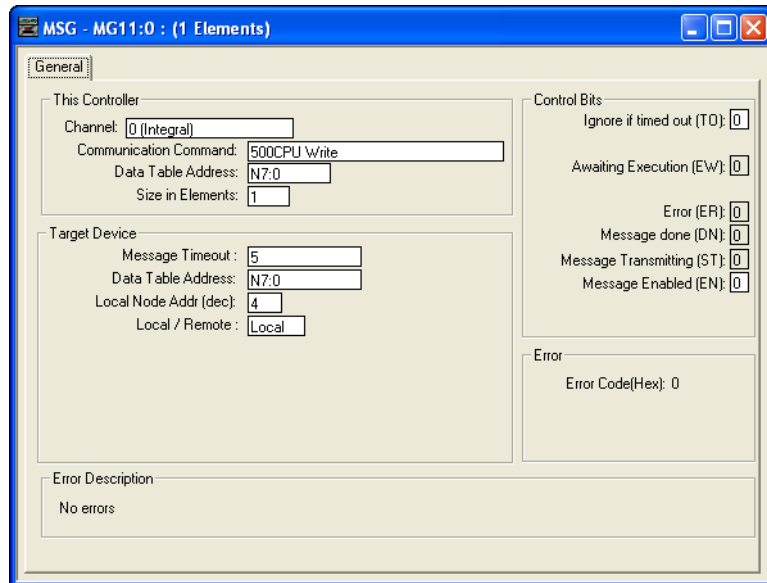 MSG - MG11:0 : (1 Elements)
General
This Controller
Channel: 0 (Integral)
Communication Command: 500CPU Write
Data Table Address: N7:0
Size in Elements: 1
Target Device
Message Timeout : 5
Data Table Address: N7:0
Local Node Addr (dec): 4
Local / Remote : Local
Control Bits
Ignore if timed out (TO): 0
Awaiting Execution (EW): 0
Error (ER): 0
Message done (DN): 0
Message Transmitting (ST): 0
Message Enabled (EN): 0
Error
Error Code(Hex): 0
Error Description
No errors